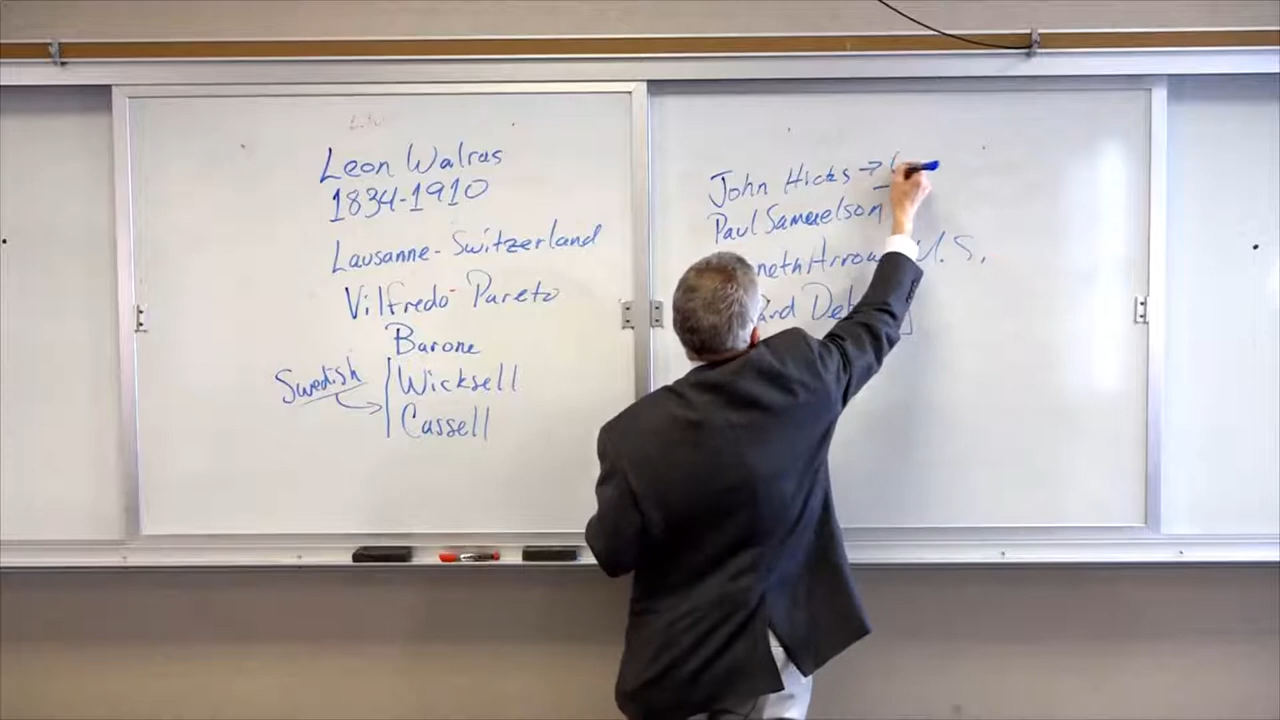 Leon Walras
1834-1910
Lausanne - Switzerland
Vilfredo Pareto
Barone
Swedish
Wicksell
Cassell
John Hicks →
Paul Samuelson
U.S.